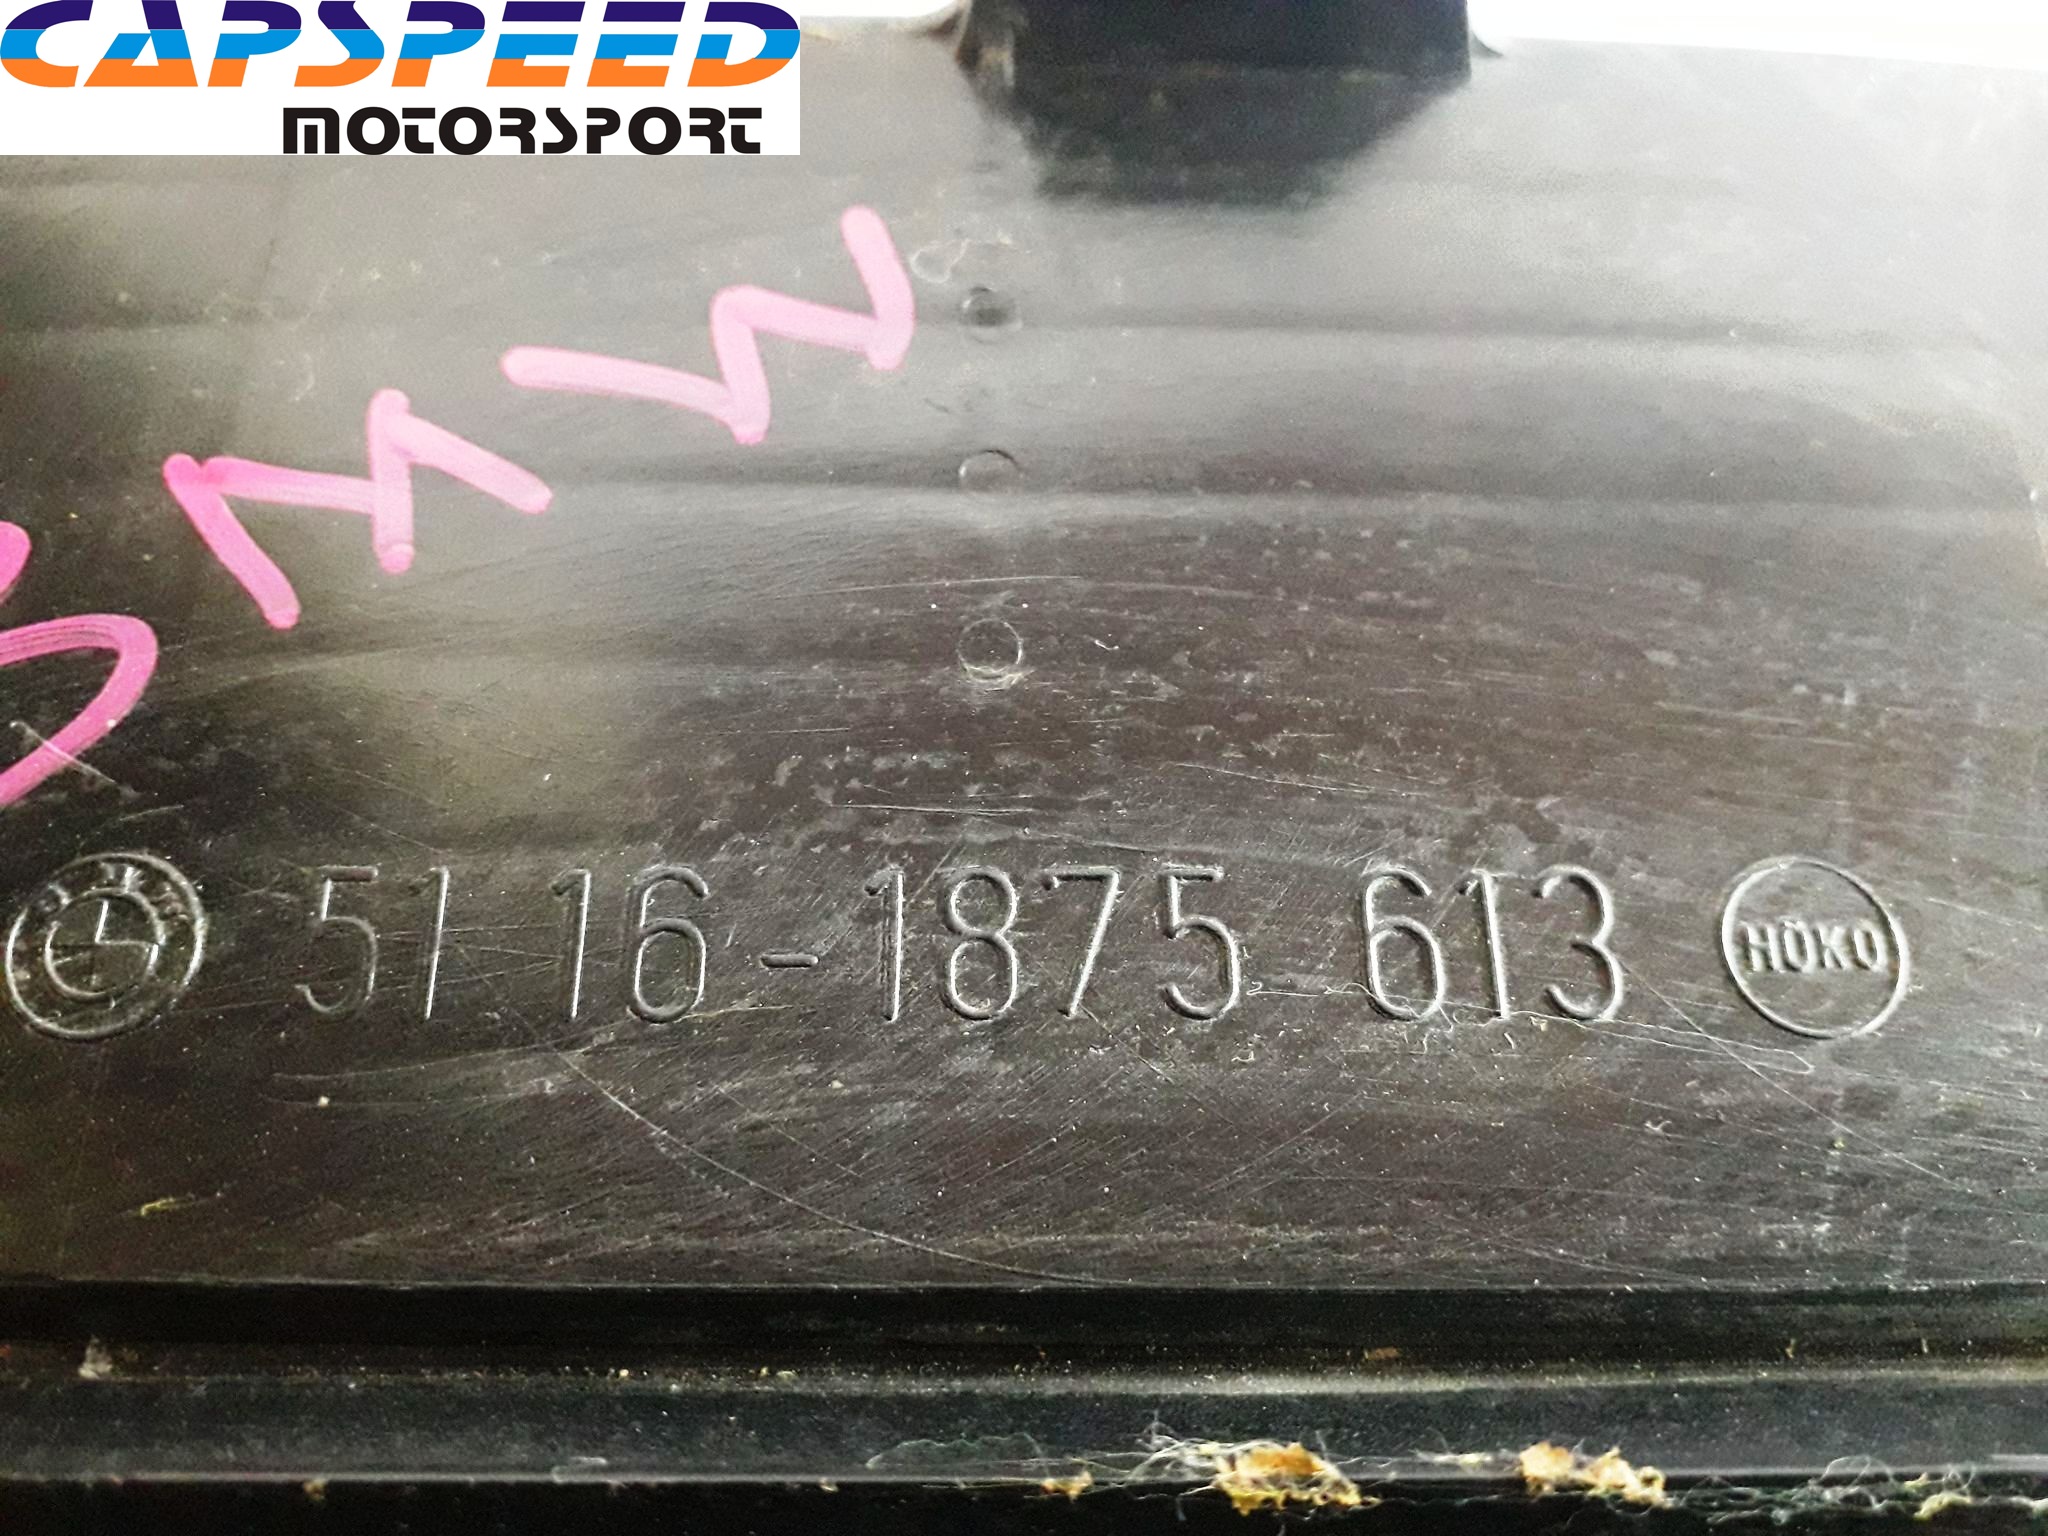 CAPSPEED
MOTORSPORT
BMW
51 16-1875 613 HÖKO